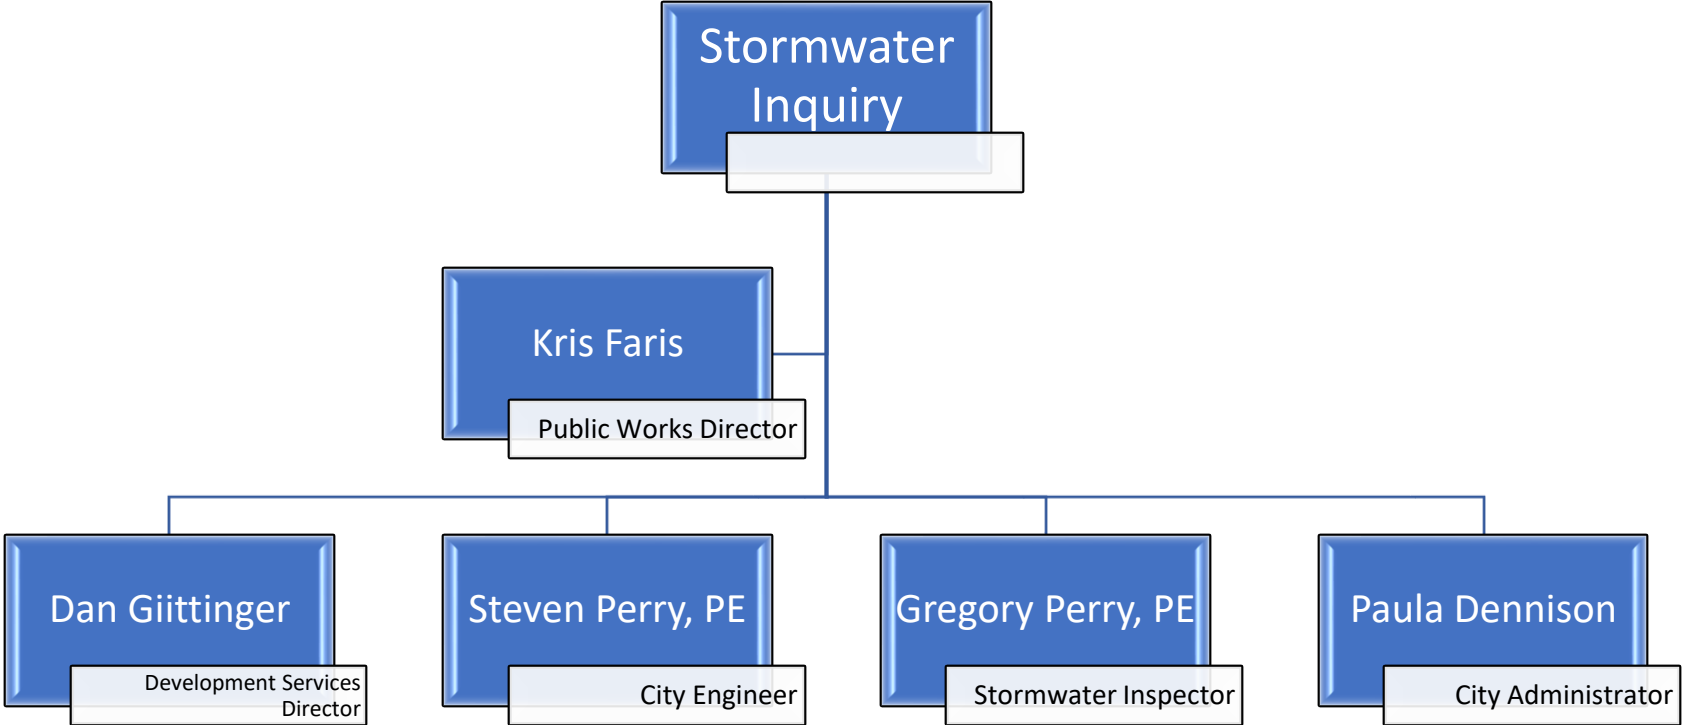 Stormwater
Inquiry
Kris Faris
Public Works Director
Dan Giittinger
Development Services
Director
Steven Perry, PE
City Engineer
Gregory Perry, PE
Stormwater Inspector
Paula Dennison
City Administrator